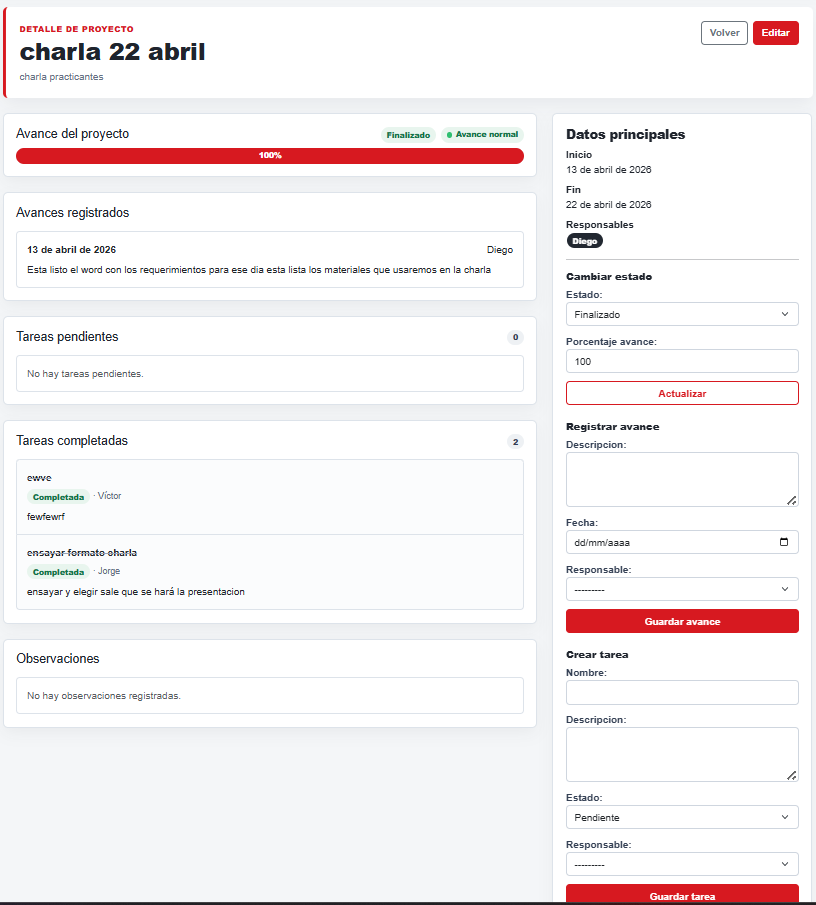 DETALLE DE PROYECTO
charla 22 abril
charla practicantes
Volver
Editar
Avance del proyecto
Finalizado
Avance normal
100%
Avances registrados
13 de abril de 2026
Diego
Esta listo el word con los requerimientos para ese dia esta lista los materiales que usaremos en la charla
Tareas pendientes
0
No hay tareas pendientes.
Tareas completadas
2
ewve
Completada · Víctor
fewfewrf
ensayar formato charla
Completada · Jorge
ensayar y elegir sale que se hará la presentacion
Observaciones
No hay observaciones registradas.
Datos principales
Inicio
13 de abril de 2026
Fin
22 de abril de 2026
Responsables
Diego
Cambiar estado
Estado:
Finalizado
Porcentaje avance:
100
Actualizar
Registrar avance
Descripcion:
Fecha:
dd/mm/aaaa
Responsable:
---------
Guardar avance
Crear tarea
Nombre:
Descripcion:
Estado:
Pendiente
Responsable:
---------
Guardar tarea